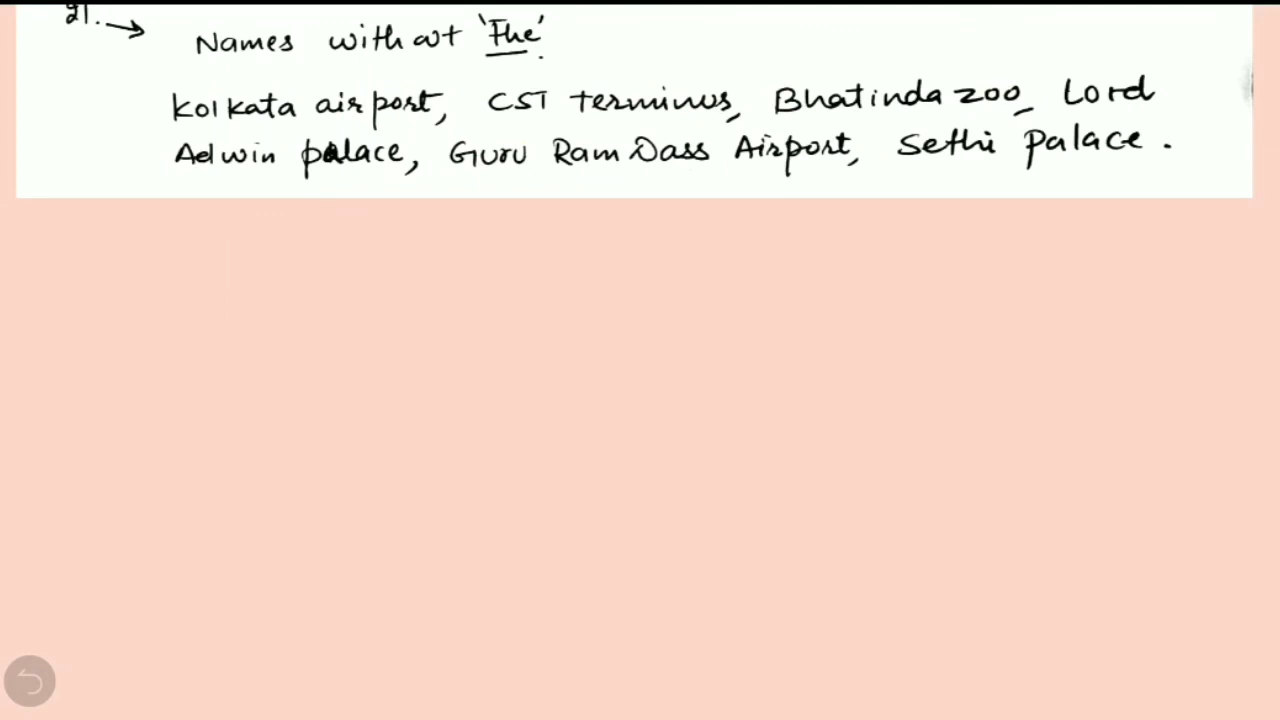 21. → Names without 'The'.
Kolkata airport, CST terminus, Bhatinda zoo, Lord
Adwin palace, Guru Ram Dass Airport, Sethi Palace.